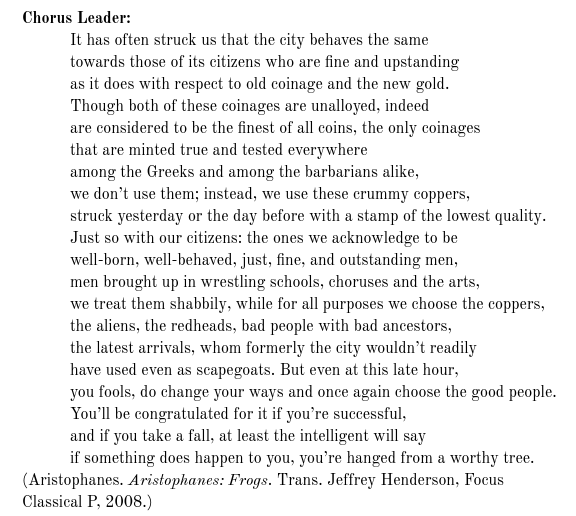 Chorus Leader:
It has often struck us that the city behaves the same
towards those of its citizens who are fine and upstanding
as it does with respect to old coinage and the new gold.
Though both of these coinages are unalloyed, indeed
are considered to be the finest of all coins, the only coinages
that are minted true and tested everywhere
among the Greeks and among the barbarians alike,
we don't use them; instead, we use these crummy coppers,
struck yesterday or the day before with a stamp of the lowest quality.
Just so with our citizens: the ones we acknowledge to be
well-born, well-behaved, just, fine, and outstanding men,
men brought up in wrestling schools, choruses and the arts,
we treat them shabbily, while for all purposes we choose the coppers,
the aliens, the redheads, bad people with bad ancestors,
the latest arrivals, whom formerly the city wouldn't readily
have used even as scapegoats. But even at this late hour,
you fools, do change your ways and once again choose the good people.
You'll be congratulated for it if you're successful,
and if you take a fall, at least the intelligent will say
if something does happen to you, you're hanged from a worthy tree.
(Aristophanes. Aristophanes: Frogs. Trans. Jeffrey Henderson, Focus
Classical P, 2008.)